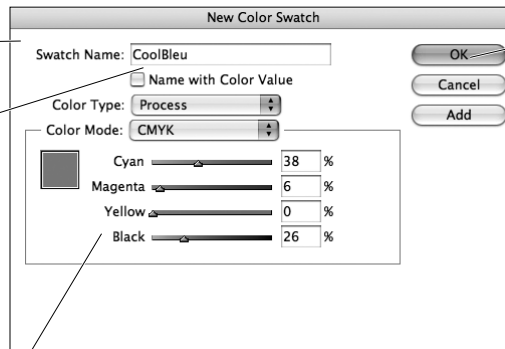 New Color Swatch
Swatch Name: CoolBleu
OK
Name with Color Value
Cancel
Color Type: Process
Add
Color Mode: CMYK
Cyan 38 %
Magenta 6 %
Yellow 0 %
Black 26 %